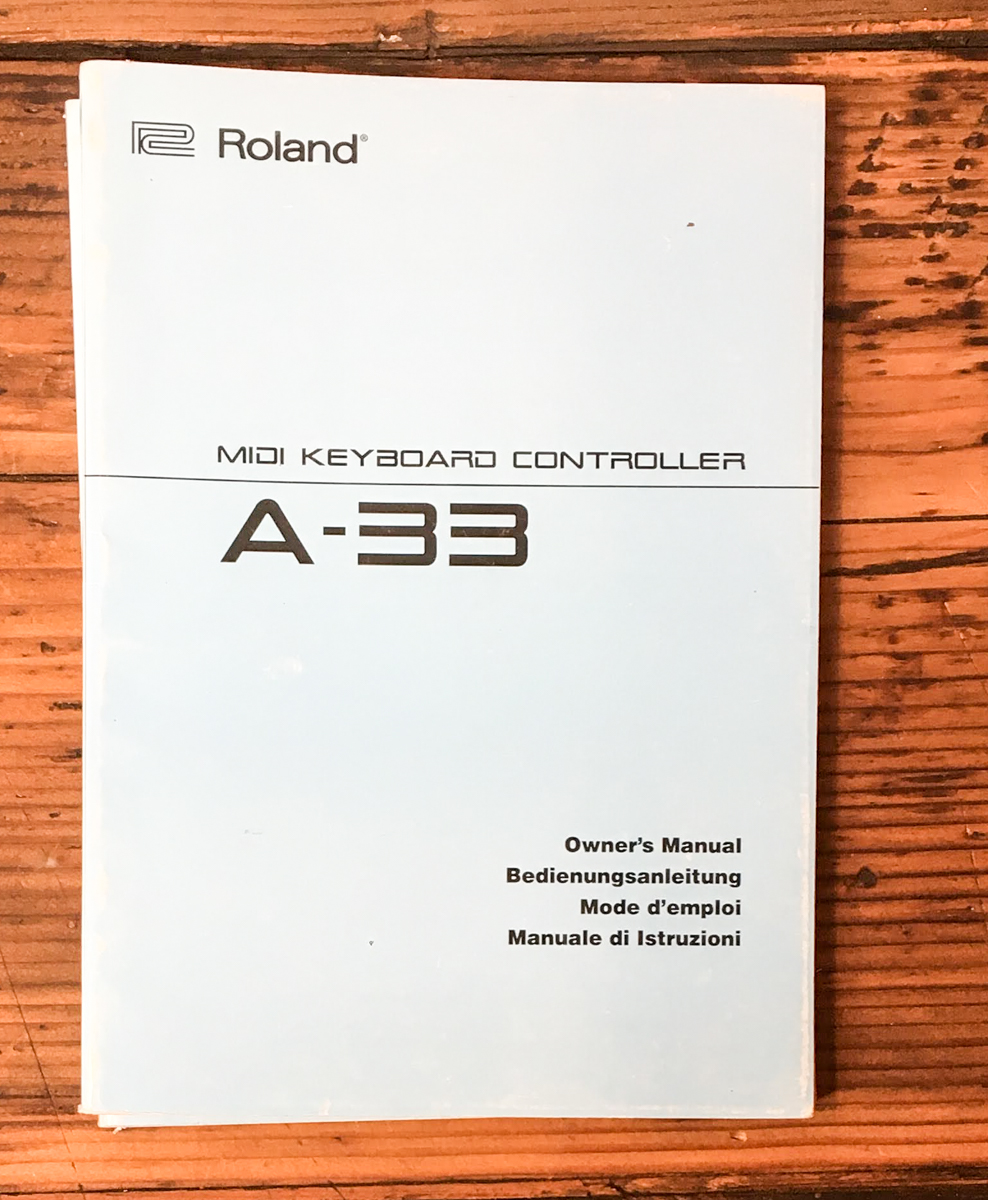 Roland®
MIDI KEYBOARD CONTROLLER
A-33
Owner's Manual
Bedienungsanleitung
Mode d'emploi
Manuale di Istruzioni